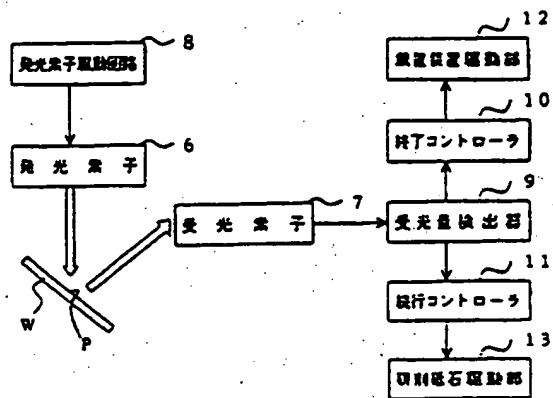 12
8
発光素子駆動回路
載置装置駆動部
10
6
終了コントローラ
発光素子
7
9
受光素子
受光量検出器
11
続行コントローラ
W
P
13
切削砥石駆動部